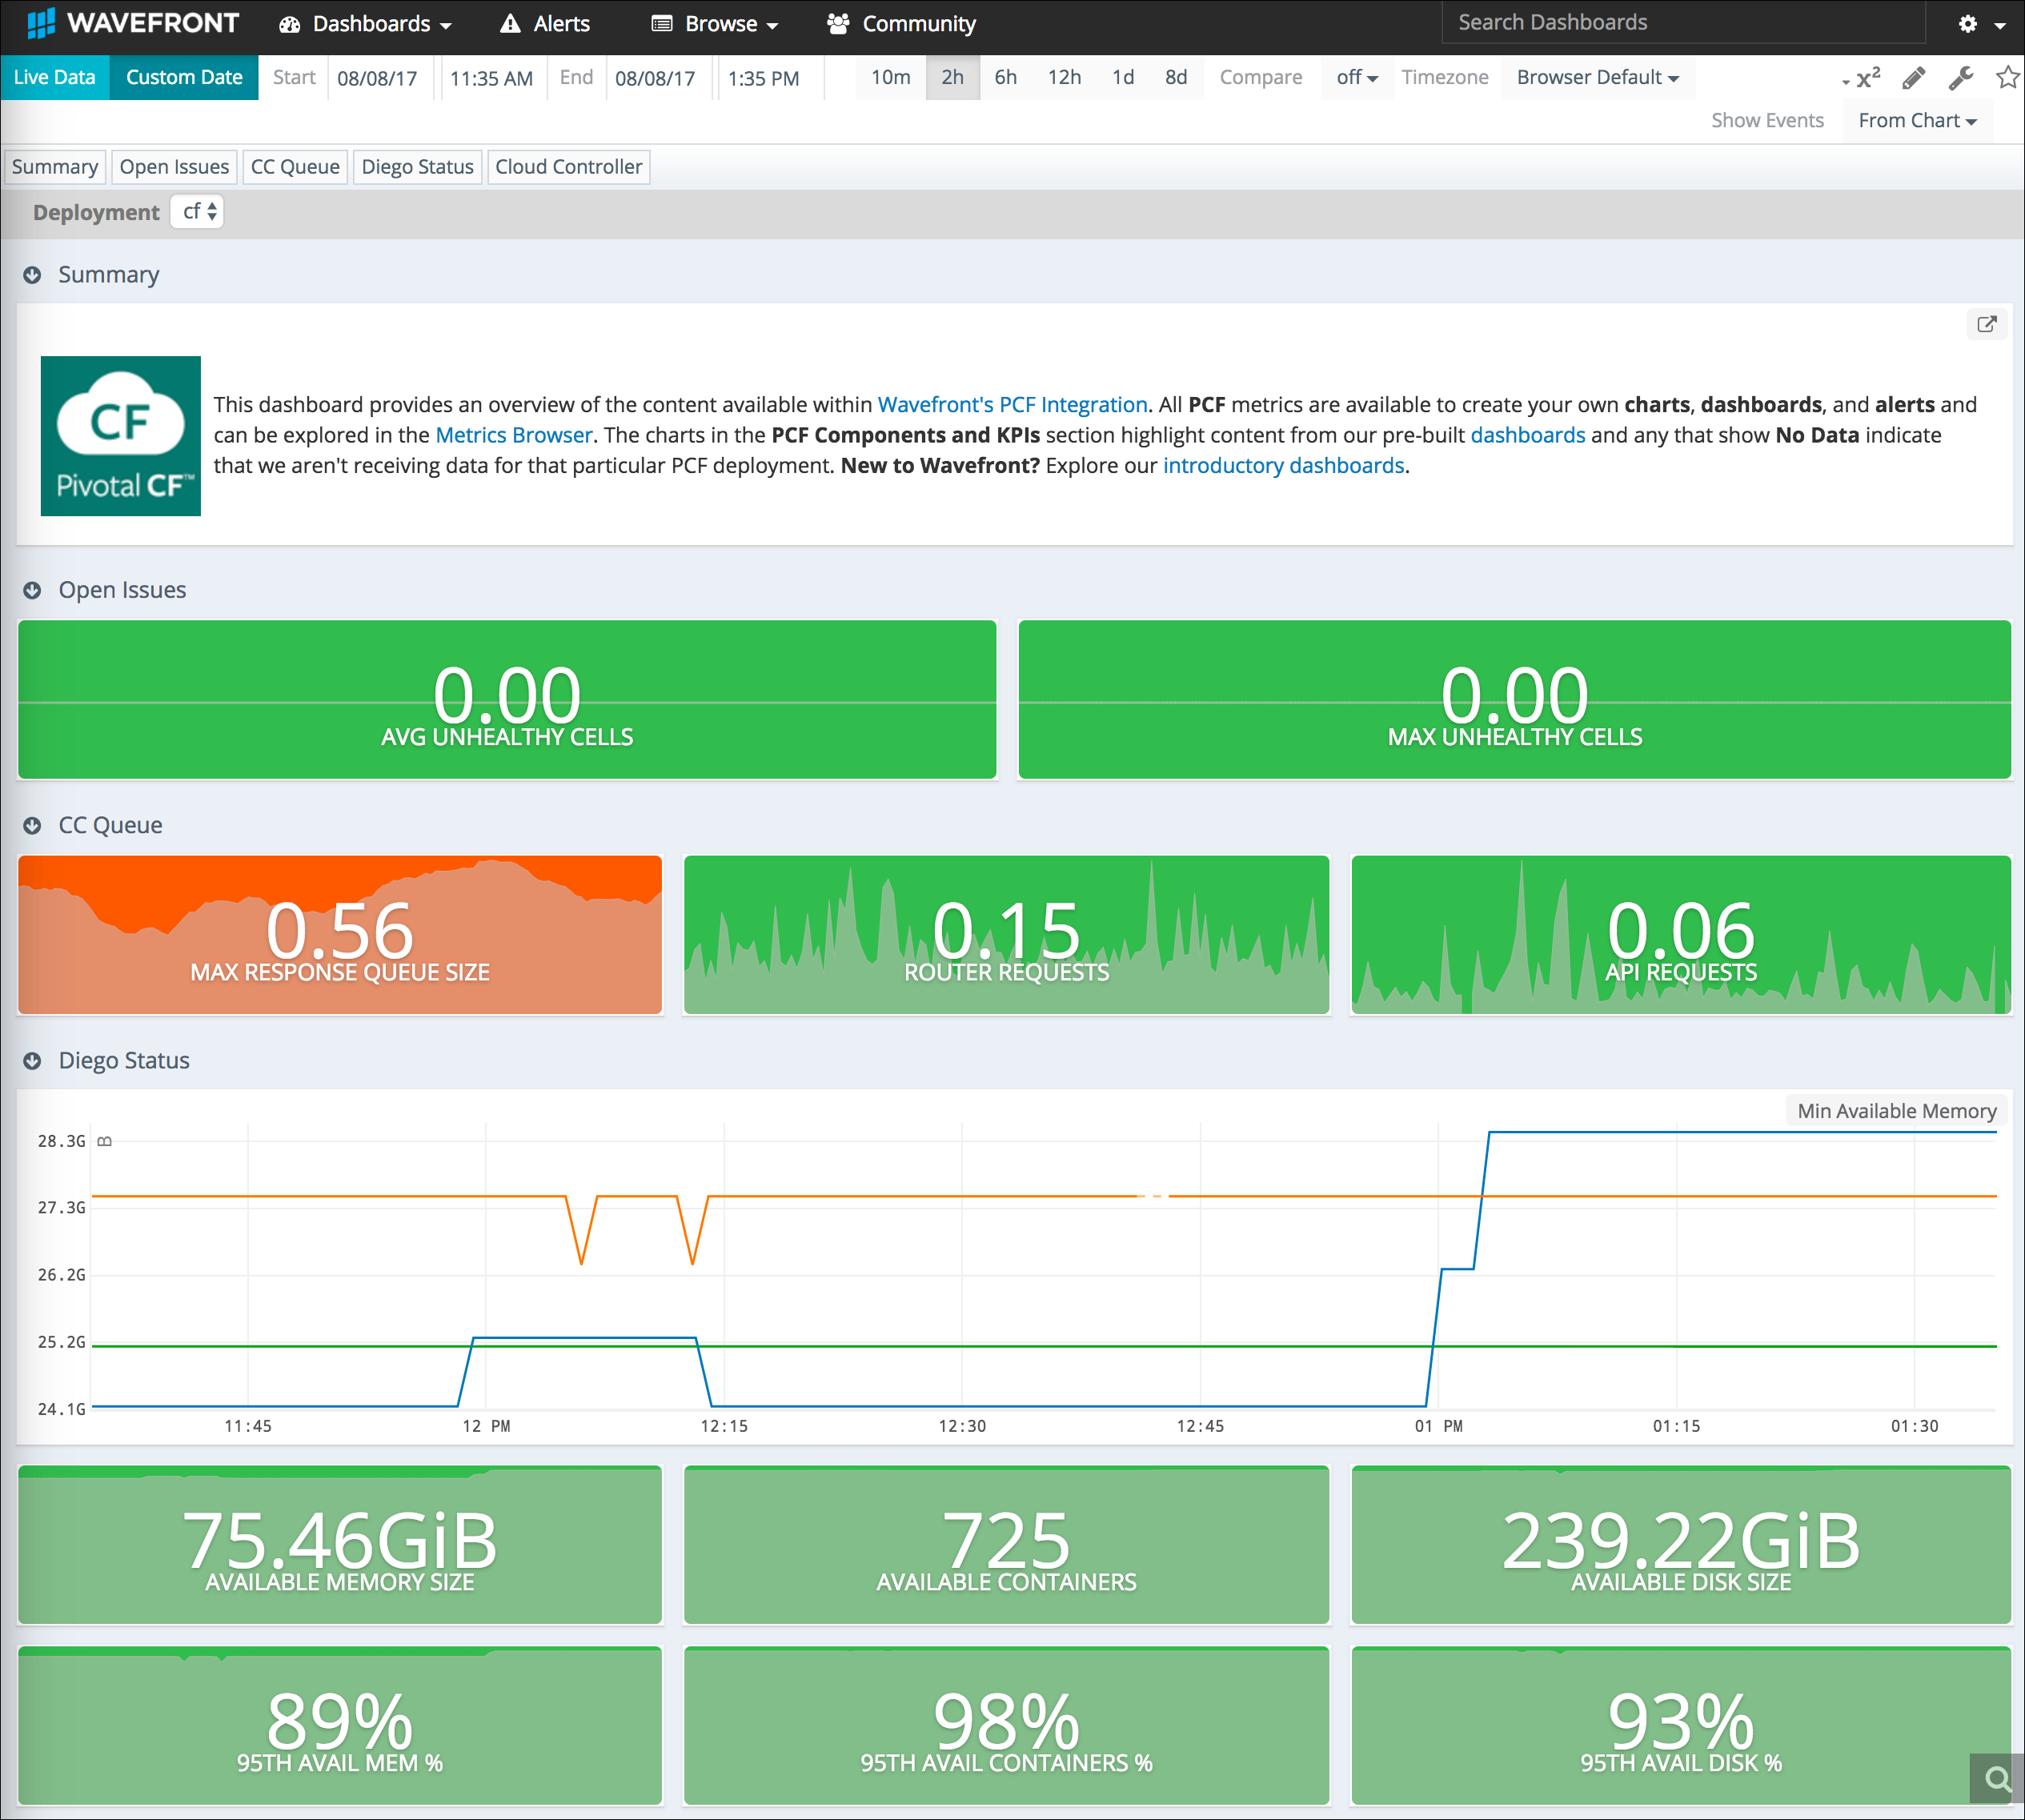 WAVEFRONT Dashboards Alerts Browse Community Search Dashboards
Live Data Custom Date Start 08/08/17 11:35 AM End 08/08/17 1:35 PM 10m 2h 6h 12h 1d 8d Compare off Timezone Browser Default x²
Show Events From Chart
Summary Open Issues CC Queue Diego Status Cloud Controller
Deployment cf
Summary
CF
Pivotal CF™
This dashboard provides an overview of the content available within Wavefront's PCF Integration. All PCF metrics are available to create your own charts, dashboards, and alerts and
can be explored in the Metrics Browser. The charts in the PCF Components and KPIs section highlight content from our pre-built dashboards and any that show No Data indicate
that we aren't receiving data for that particular PCF deployment. New to Wavefront? Explore our introductory dashboards.
Open Issues
0.00
AVG UNHEALTHY CELLS
0.00
MAX UNHEALTHY CELLS
CC Queue
0.56
MAX RESPONSE QUEUE SIZE
0.15
ROUTER REQUESTS
0.06
API REQUESTS
Diego Status
Min Available Memory
28.3G B
27.3G
26.2G
25.2G
24.1G
11:45 12 PM 12:15 12:30 12:45 01 PM 01:15 01:30
75.46GiB
AVAILABLE MEMORY SIZE
725
AVAILABLE CONTAINERS
239.22GiB
AVAILABLE DISK SIZE
89%
95TH AVAIL MEM %
98%
95TH AVAIL CONTAINERS %
93%
95TH AVAIL DISK %